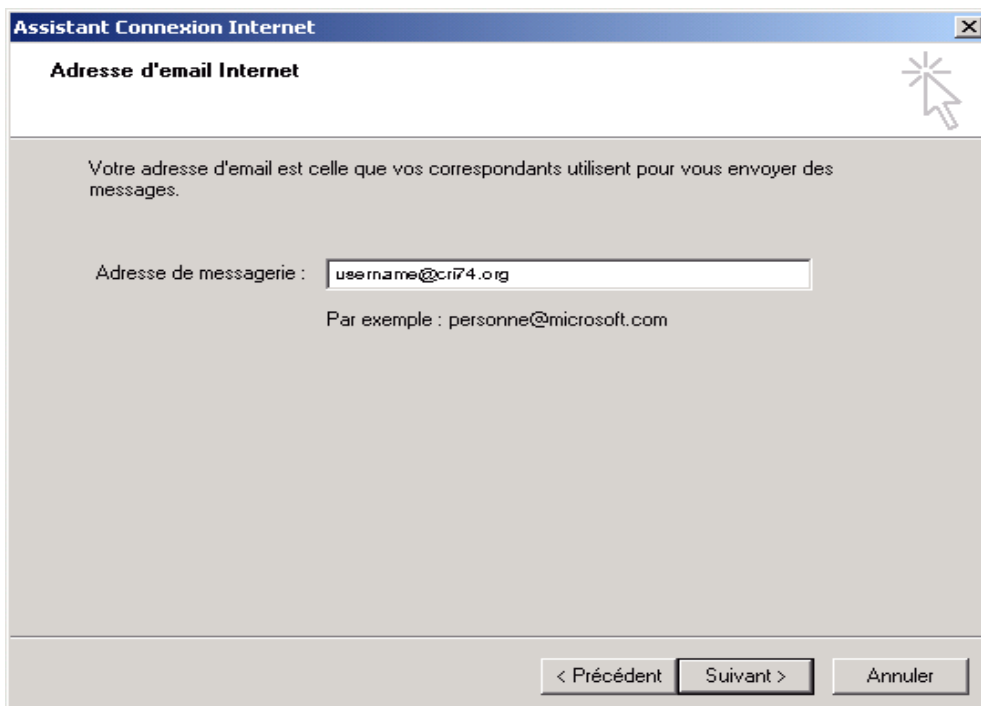 Assistant Connexion Internet
Adresse d'email Internet
Votre adresse d'email est celle que vos correspondants utilisent pour vous envoyer des
messages.
Adresse de messagerie : username@cri74.org
Par exemple : personne@microsoft.com
< Précédent Suivant > Annuler